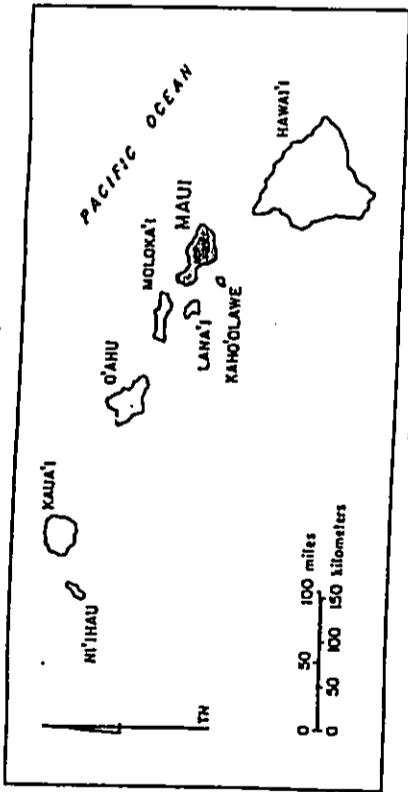 PACIFIC OCEAN
KAUA'I
NI'IHAU
O'AHU
MOLOKA'I
MAUI
LANA'I
KAHO'OLAWE
HAWAI'I
TN
0 50 100 miles
0 50 100 150 kilometers